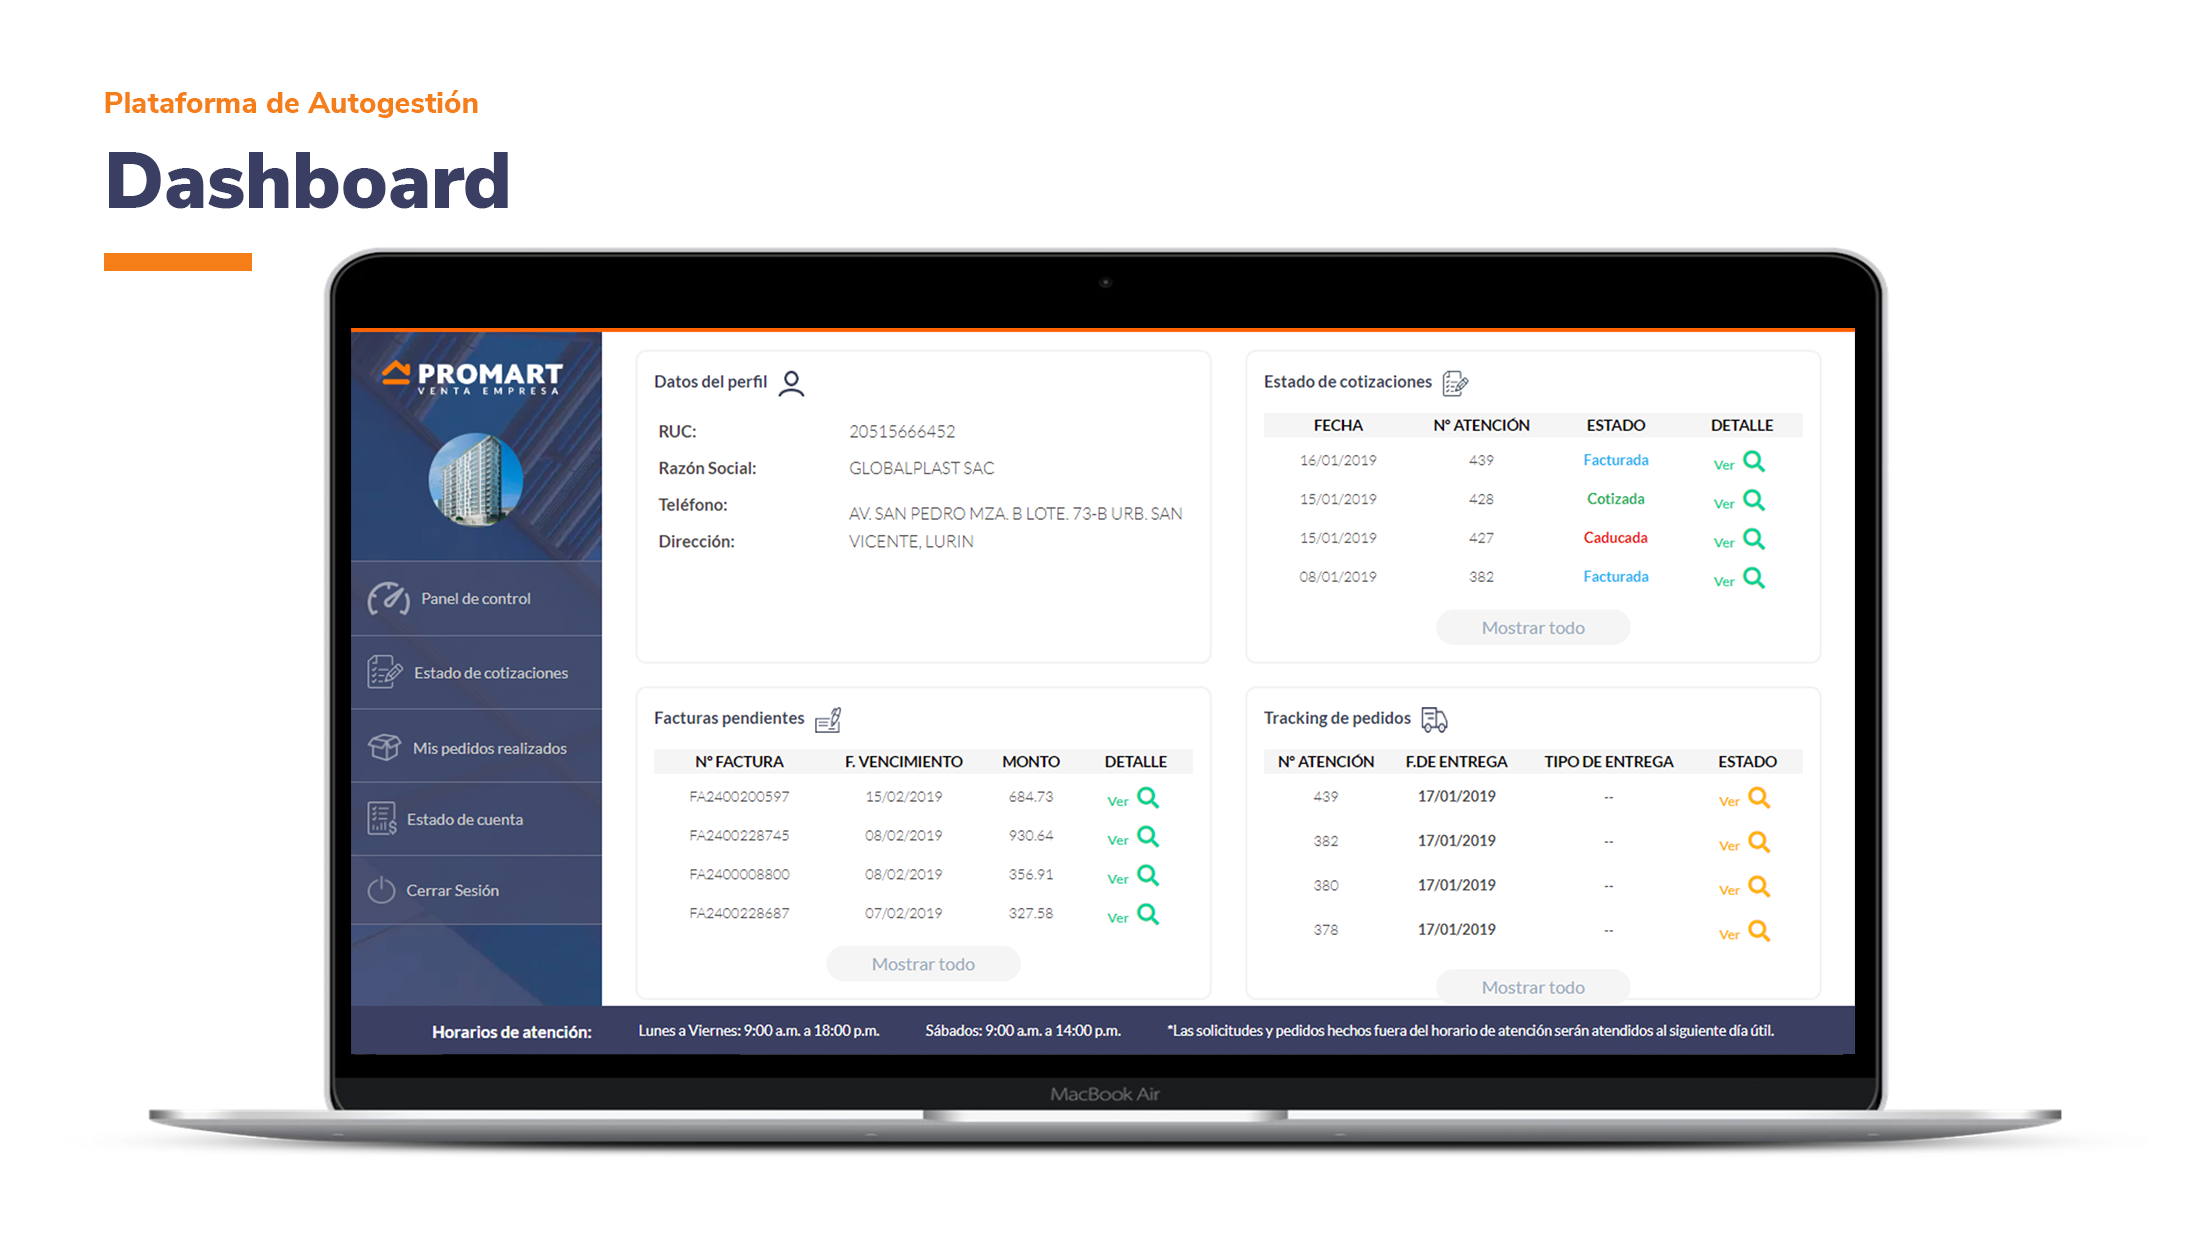 Plataforma de Autogestión
Dashboard
PROMART
VENTA EMPRESA
Panel de control
Estado de cotizaciones
Mis pedidos realizados
Estado de cuenta
Cerrar Sesión
Datos del perfil
RUC: 20515666452
Razón Social: GLOBALPLAST SAC
Teléfono:
Dirección: AV. SAN PEDRO MZA. B LOTE. 73-B URB. SAN
VICENTE, LURIN
Estado de cotizaciones
FECHA N° ATENCIÓN ESTADO DETALLE
16/01/2019 439 Facturada Ver
15/01/2019 428 Cotizada Ver
15/01/2019 427 Caducada Ver
08/01/2019 382 Facturada Ver
Mostrar todo
Facturas pendientes
N° FACTURA F. VENCIMIENTO MONTO DETALLE
FA2400200597 15/02/2019 684.73 Ver
FA2400228745 08/02/2019 930.64 Ver
FA2400008800 08/02/2019 356.91 Ver
FA2400228687 07/02/2019 327.58 Ver
Mostrar todo
Tracking de pedidos
N° ATENCIÓN F.DE ENTREGA TIPO DE ENTREGA ESTADO
439 17/01/2019 -- Ver
382 17/01/2019 -- Ver
380 17/01/2019 -- Ver
378 17/01/2019 -- Ver
Mostrar todo
Horarios de atención: Lunes a Viernes: 9:00 a.m. a 18:00 p.m. Sábados: 9:00 a.m. a 14:00 p.m. *Las solicitudes y pedidos hechos fuera del horario de atención serán atendidos al siguiente día útil.
MacBook Air